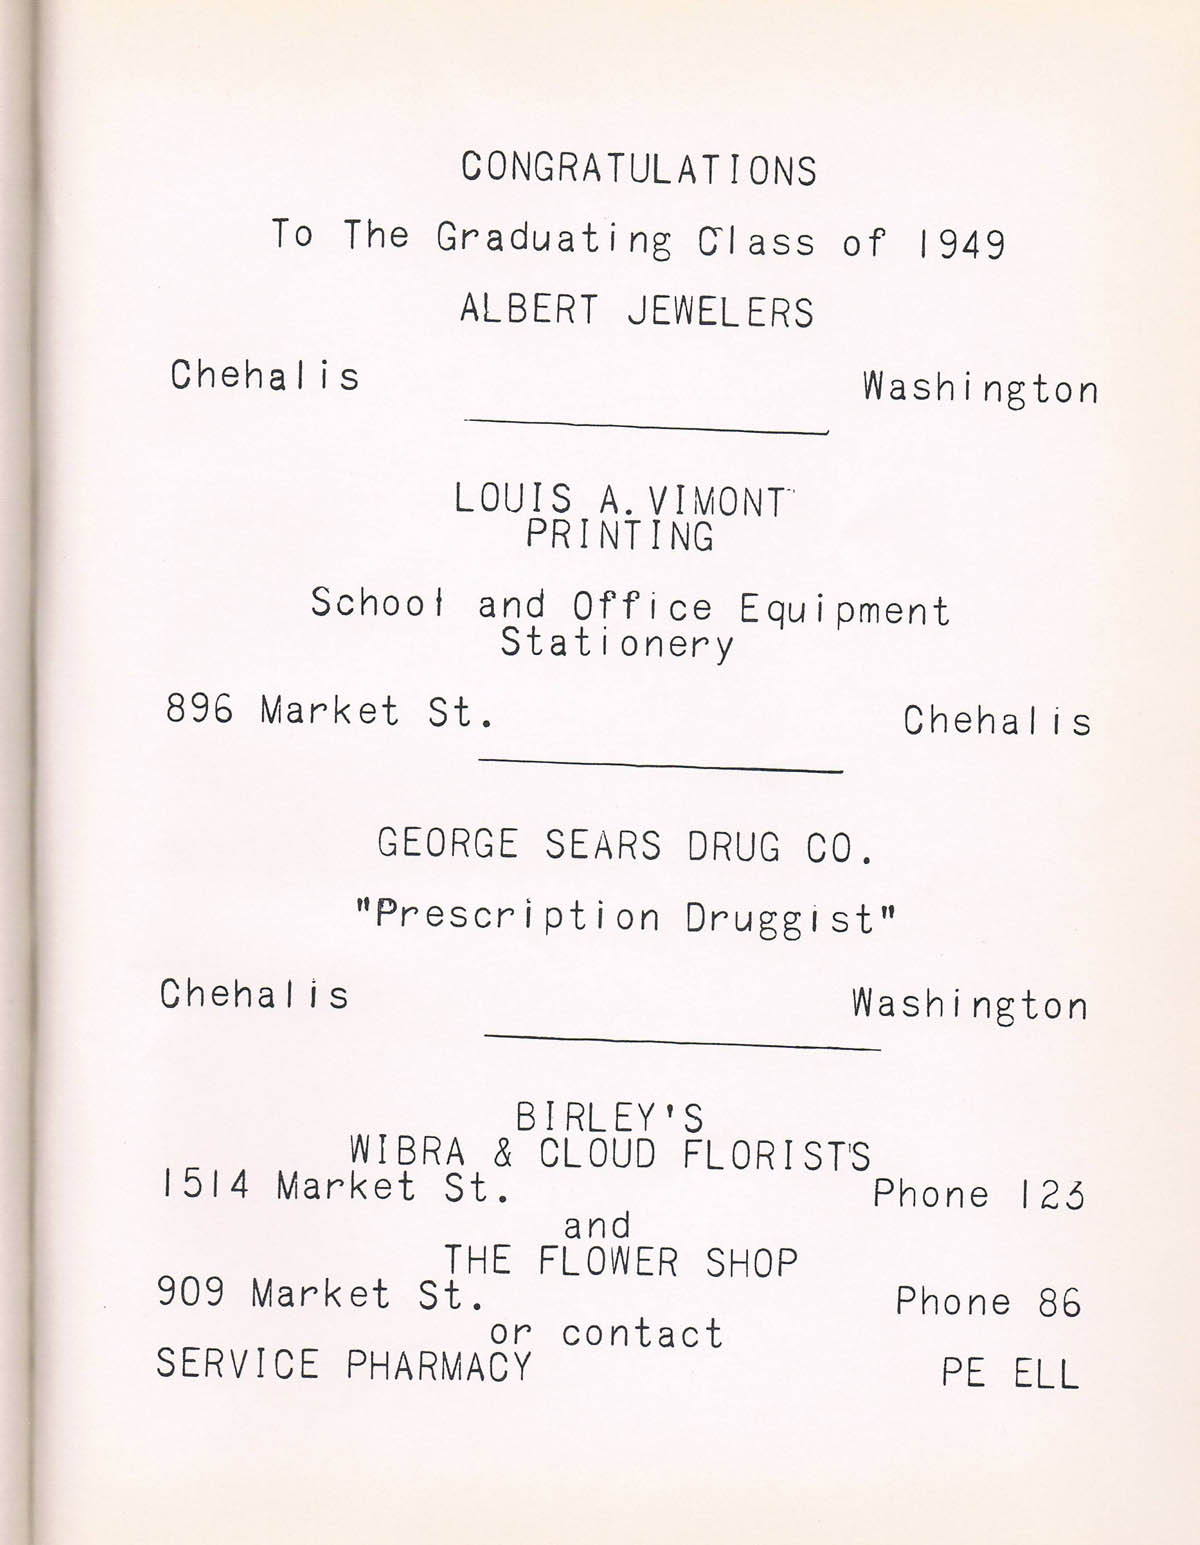 CONGRATULATIONS
To The Graduating Class of 1949
ALBERT JEWELERS
Chehalis Washington
LOUIS A. VIMONT
PRINTING
School and Office Equipment
Stationery
896 Market St. Chehalis
GEORGE SEARS DRUG CO.
"Prescription Druggist"
Chehalis Washington
BIRLEY'S
WIBRA & CLOUD FLORISTS
1514 Market St. Phone 123
and
THE FLOWER SHOP
909 Market St. Phone 86
or contact
SERVICE PHARMACY PE ELL